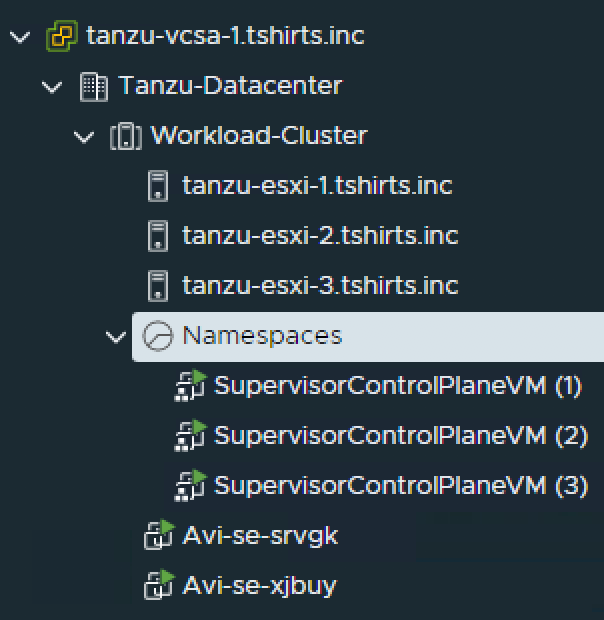 tanzu-vcsa-1.tshirts.inc
Tanzu-Datacenter
Workload-Cluster
tanzu-esxi-1.tshirts.inc
tanzu-esxi-2.tshirts.inc
tanzu-esxi-3.tshirts.inc
Namespaces
SupervisorControlPlaneVM (1)
SupervisorControlPlaneVM (2)
SupervisorControlPlaneVM (3)
Avi-se-srvgk
Avi-se-xjbuy